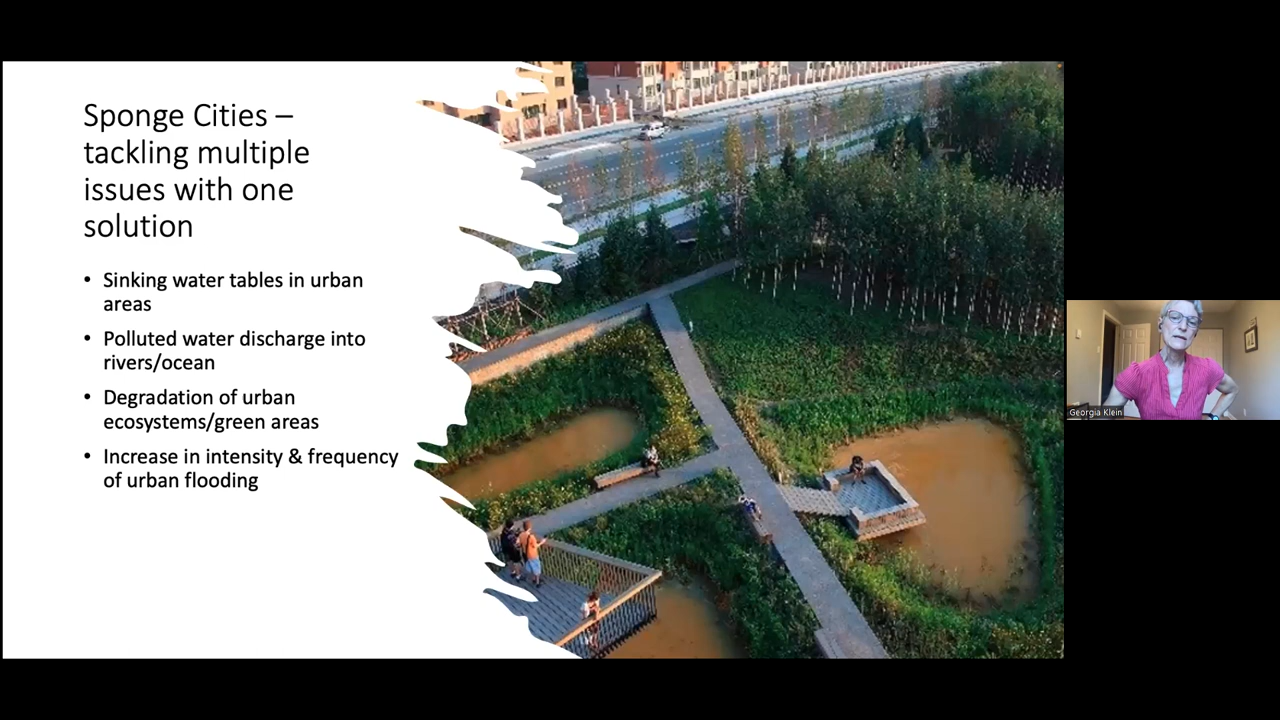 Sponge Cities –
tackling multiple
issues with one
solution
• Sinking water tables in urban
areas
• Polluted water discharge into
rivers/ocean
• Degradation of urban
ecosystems/green areas
• Increase in intensity & frequency
of urban flooding
Georgia Klein